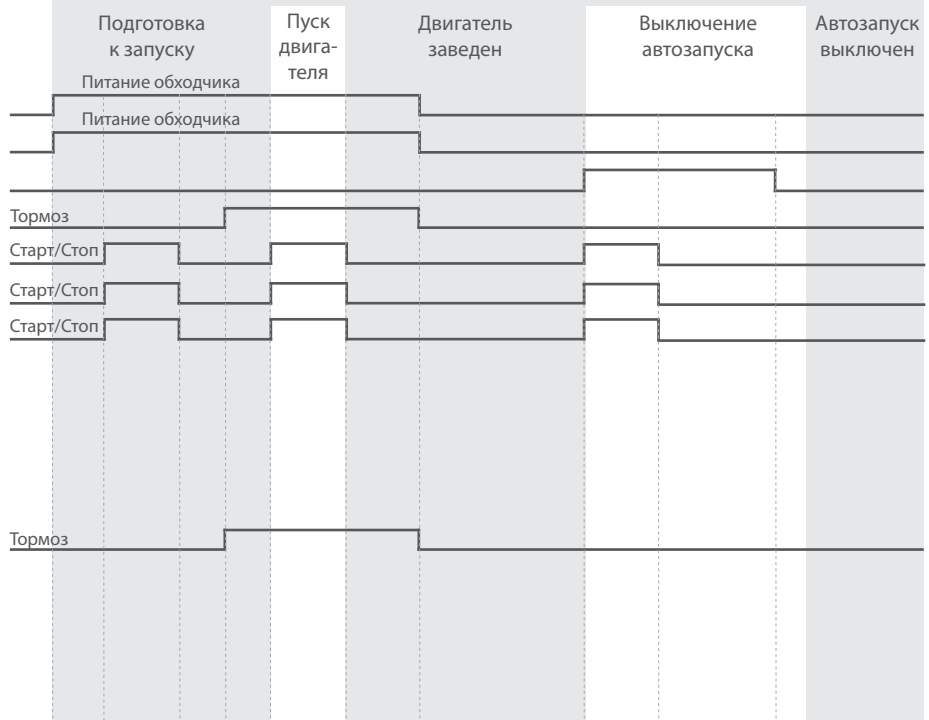 Подготовка
к запуску
Пуск
двига-
теля
Двигатель
заведен
Выключение
автозапуска
Автозапуск
выключен
Питание обходчика
Питание обходчика
Тормоз
Старт/Стоп
Старт/Стоп
Старт/Стоп
Тормоз